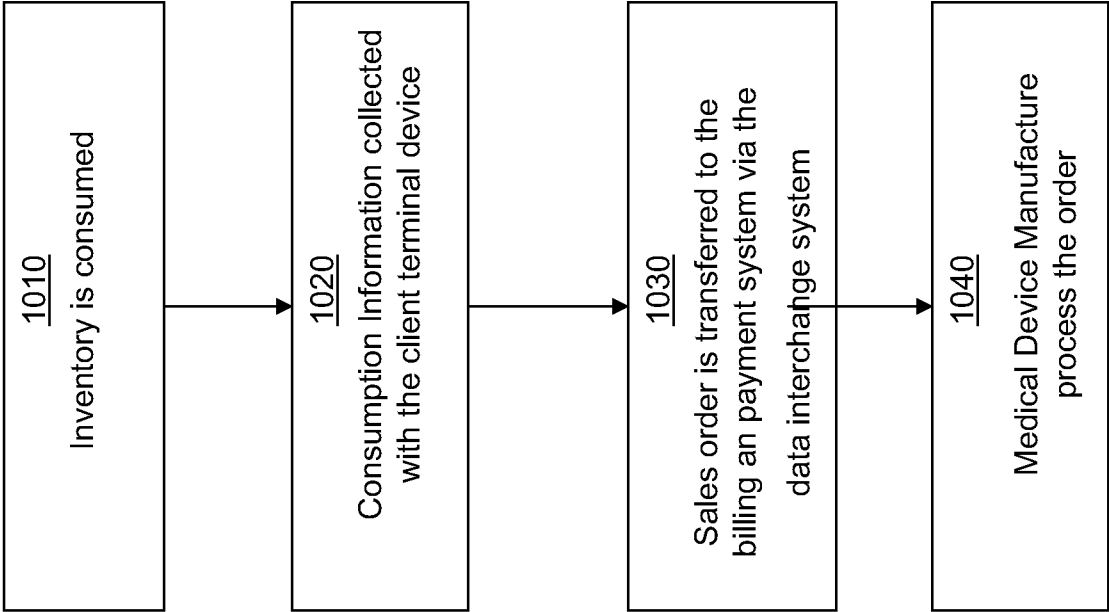 1010
Inventory is consumed
1020
Consumption Information collected
with the client terminal device
1030
Sales order is transferred to the
billing an payment system via the
data interchange system
1040
Medical Device Manufacture
process the order